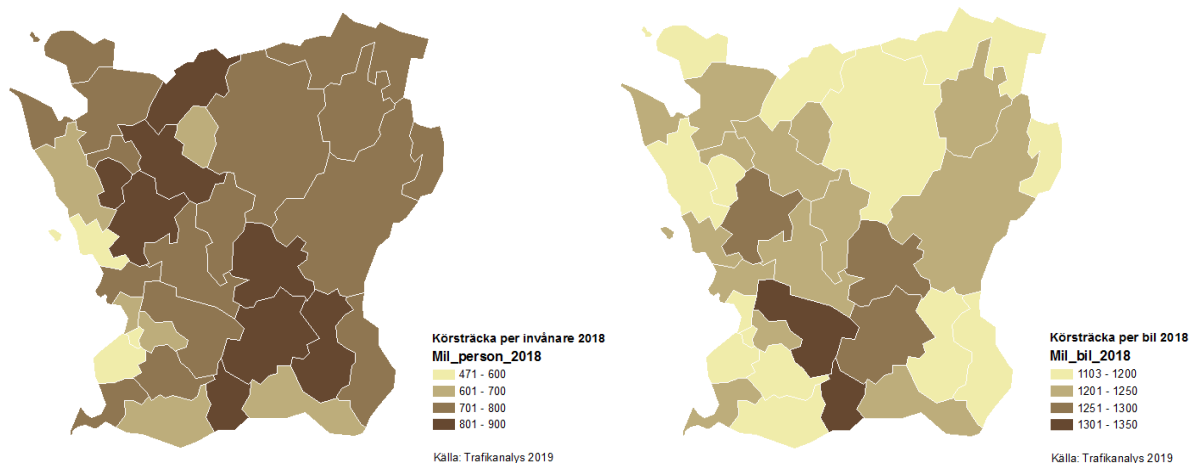 Körsträcka per invånare 2018
Mil_person_2018
471 - 600
601 - 700
701 - 800
801 - 900
Källa: Trafikanalys 2019
Körsträcka per bil 2018
Mil_bil_2018
1103 - 1200
1201 - 1250
1251 - 1300
1301 - 1350
Källa: Trafikanalys 2019